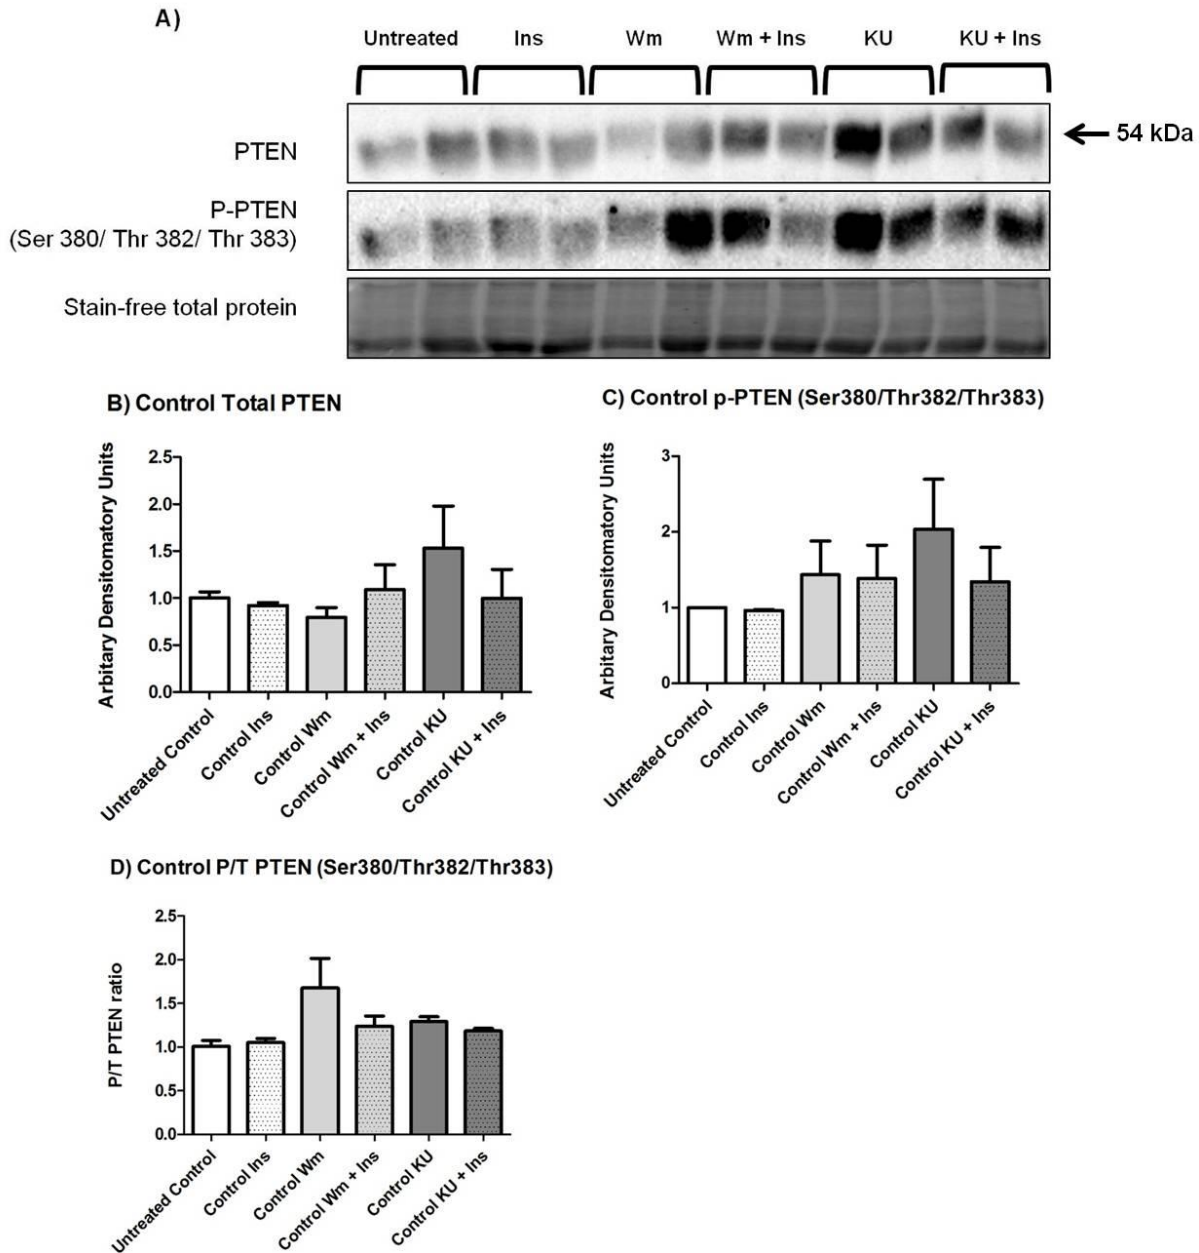 A)
Untreated Ins Wm Wm + Ins KU KU + Ins
PTEN
54 kDa
P-PTEN
(Ser 380/ Thr 382/ Thr 383)
Stain-free total protein
B) Control Total PTEN
Arbitary Densitomatory Units
2.5
2.0
1.5
1.0
0.5
0.0
Untreated Control
Control Ins
Control Wm
Control Wm + Ins
Control KU
Control KU + Ins
C) Control p-PTEN (Ser380/Thr382/Thr383)
Arbitary Densitomatory Units
3
2
1
0
Untreated Control
Control Ins
Control Wm
Control Wm + Ins
Control KU
Control KU + Ins
D) Control P/T PTEN (Ser380/Thr382/Thr383)
P/T PTEN ratio
2.5
2.0
1.5
1.0
0.5
0.0
Untreated Control
Control Ins
Control Wm
Control Wm + Ins
Control KU
Control KU + Ins